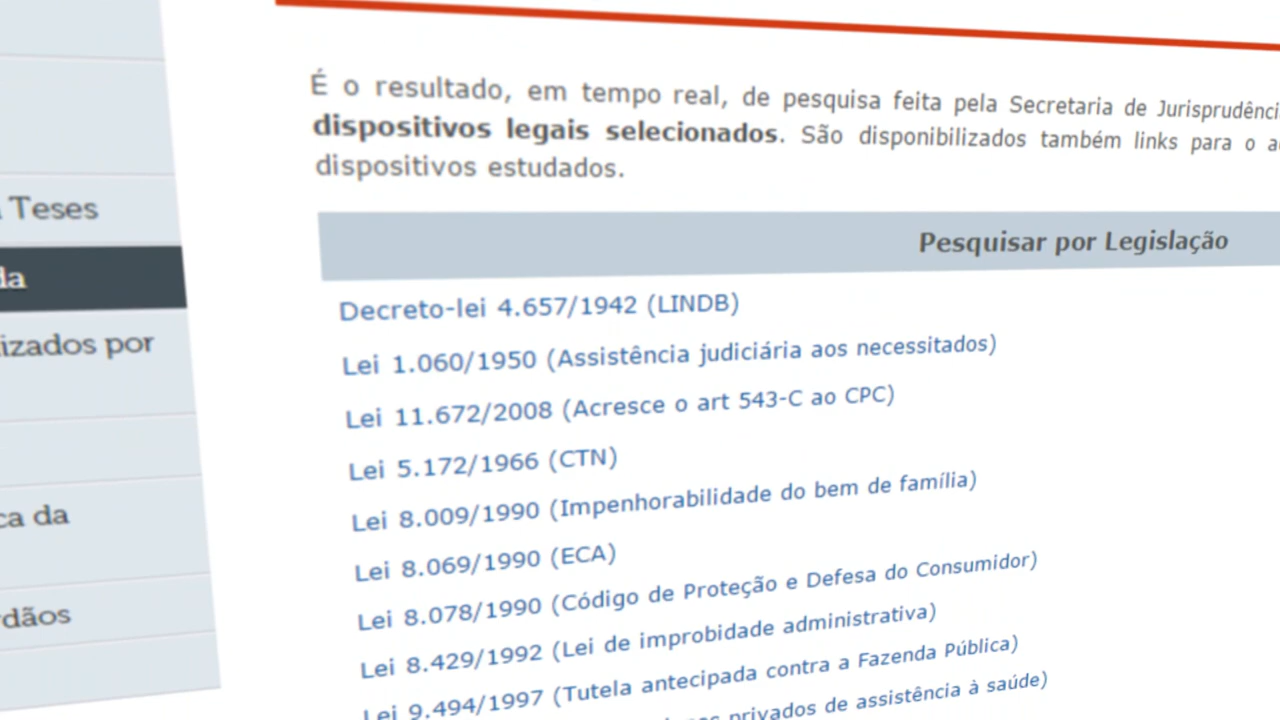 É o resultado, em tempo real, de pesquisa feita pela Secretaria de
dispositivos legais selecionados. São disponibilizados também links para o
dispositivos estudados.
Teses
Pesquisar por Legislação
da
Decreto-lei 4.657/1942 (LINDB)
izados por
Lei 1.060/1950 (Assistência judiciária aos necessitados)
Lei 11.672/2008 (Acresce o art 543-C ao CPC)
Lei 5.172/1966 (CTN)
Lei 8.009/1990 (Impenhorabilidade do bem de família)
ca da
Lei 8.069/1990 (ECA)
Lei 8.078/1990 (Código de Proteção e Defesa do Consumidor)
rdãos
Lei 8.429/1992 (Lei de improbidade administrativa)
Lei 9.494/1997 (Tutela antecipada contra a Fazenda Pública)
privados de assistência à saúde)